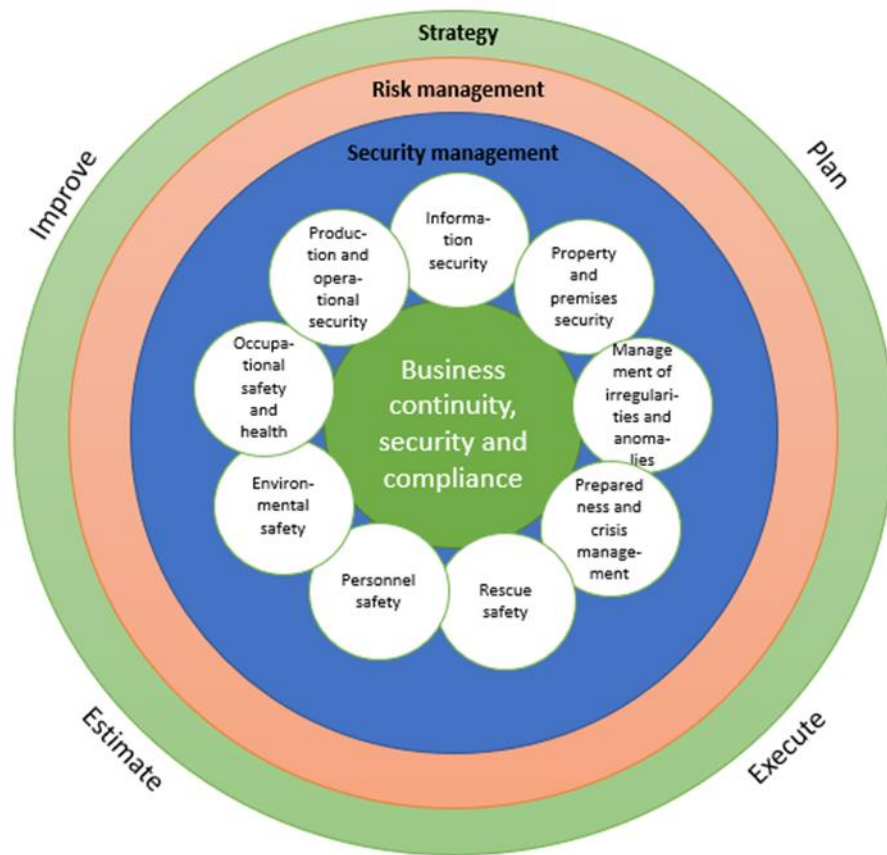 Strategy
Risk management
Security management
Improve
Plan
Informa-
tion
security
Property
and
premises
security
Manage
ment of
irregulari-
ties and
anoma-
lies
Prepared
ness and
crisis
manage-
ment
Rescue
safety
Personnel
safety
Environ-
mental
safety
Occupa-
tional
safety
and
health
Produc-
tion and
opera-
tional
security
Business
continuity,
security and
compliance
Estimate
Execute